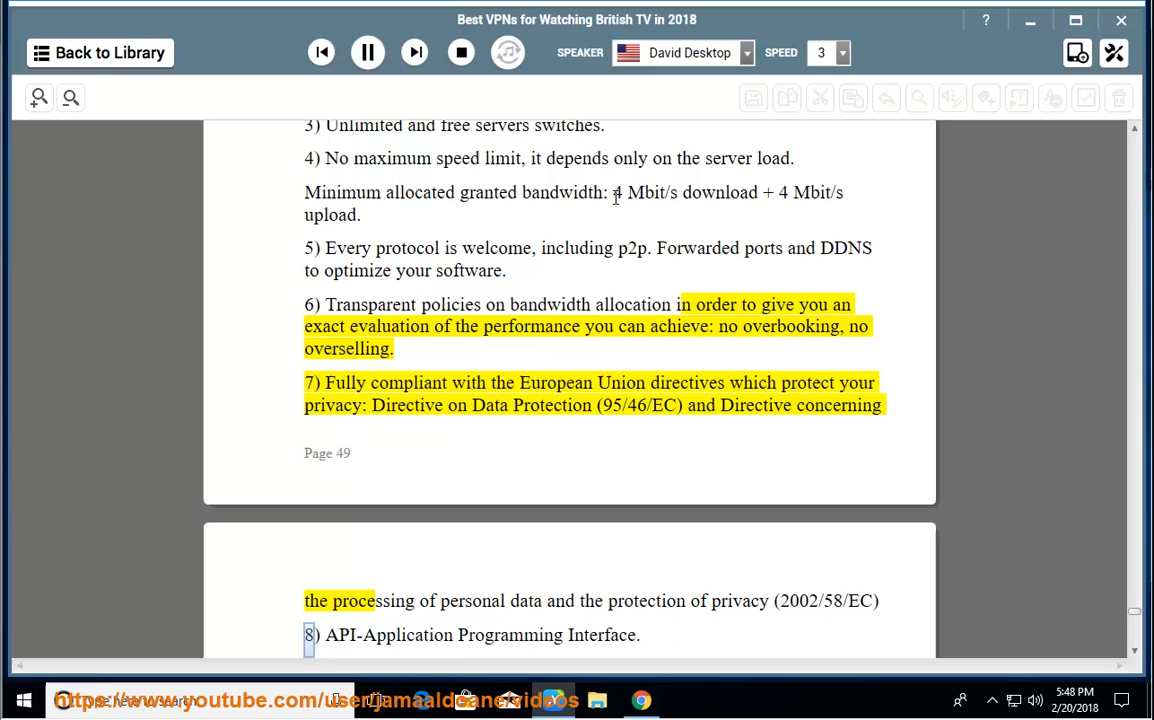 Best VPNs for Watching British TV in 2018
?
Back to Library
SPEAKER
David Desktop
SPEED
3
3) Unlimited and free servers switches.
4) No maximum speed limit, it depends only on the server load.
Minimum allocated granted bandwidth: 4 Mbit/s download + 4 Mbit/s
upload.
5) Every protocol is welcome, including p2p. Forwarded ports and DDNS
to optimize your software.
6) Transparent policies on bandwidth allocation in order to give you an
exact evaluation of the performance you can achieve: no overbooking, no
overselling.
7) Fully compliant with the European Union directives which protect your
privacy: Directive on Data Protection (95/46/EC) and Directive concerning
Page 49
the processing of personal data and the protection of privacy (2002/58/EC)
8) API-Application Programming Interface.
Type here to search
https://www.youtube.com/user/jamaaldoane/videos
5:48 PM
2/20/2018